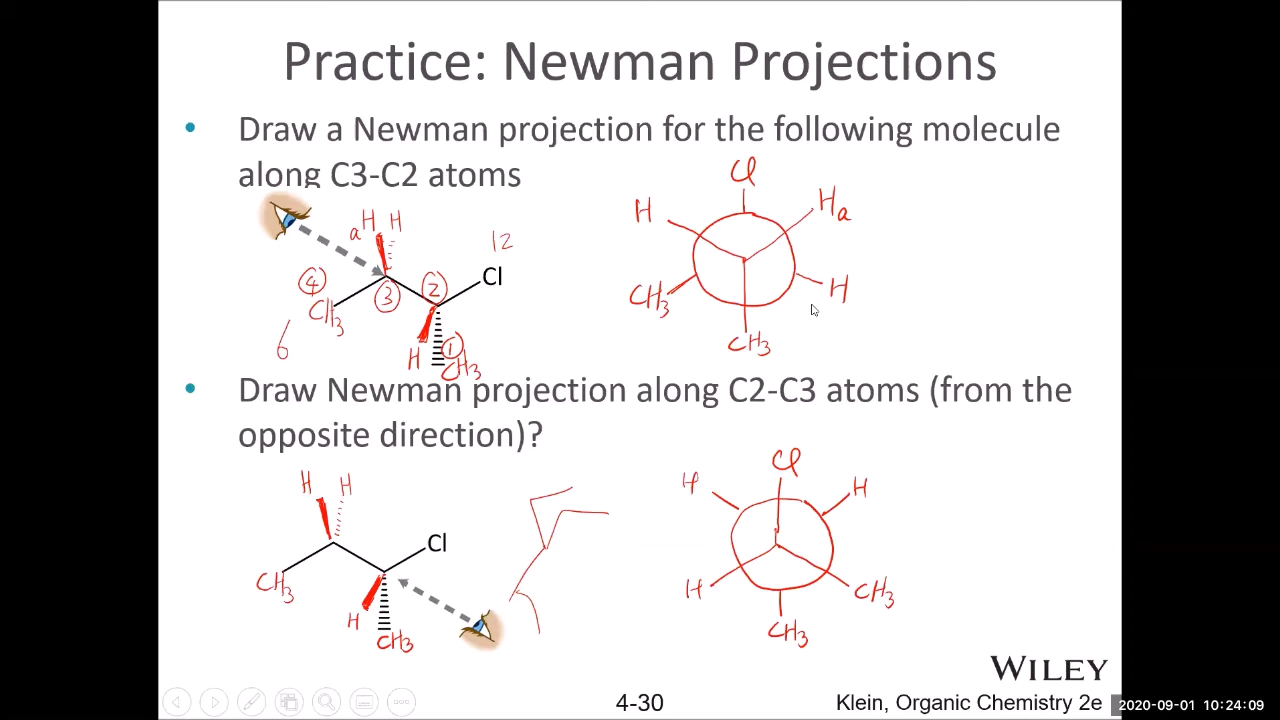 Practice: Newman Projections
• Draw a Newman projection for the following molecule
along C3-C2 atoms
Cl
H
Ha
CH3
H
CH3
a H H
12
④
③
②
Cl
CH3
6
H
①
CH3
• Draw Newman projection along C2-C3 atoms (from the
opposite direction)?
H H
Cl
CH3
H
CH3
Cl
H
H
H
CH3
CH3
WILEY
4-30
Klein, Organic Chemistry 2e
2020-09-01 10:24:09